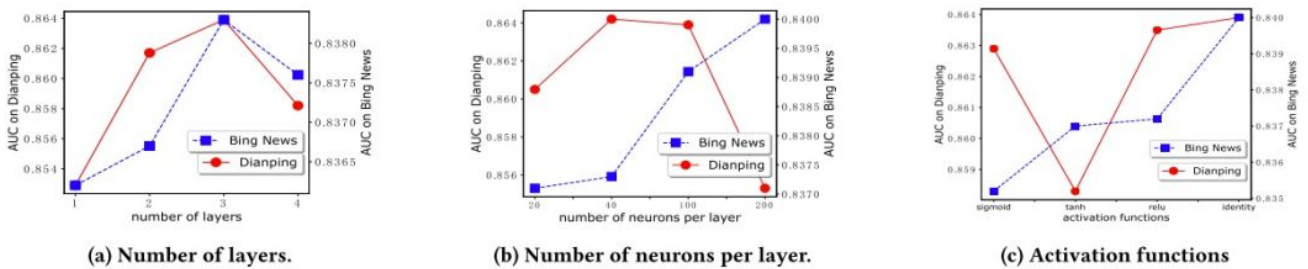 0.864
0.862
0.860
0.858
0.856
0.854
AUC on Dianping
0.8380
0.8375
0.8370
0.8365
AUC on Bing News
Bing News
Dianping
1 2 3 4
number of layers
(a) Number of layers.
0.864
0.862
0.860
0.858
0.856
AUC on Dianping
0.8400
0.8395
0.8390
0.8385
0.8380
0.8375
0.8370
AUC on Bing News
Bing News
Dianping
20 40 100 200
number of neurons per layer
(b) Number of neurons per layer.
0.864
0.863
0.862
0.861
0.860
0.859
AUC on Dianping
0.840
0.839
0.838
0.837
0.836
0.835
AUC on Bing News
Bing News
Dianping
sigmoid tanh relu identity
activation functions
(c) Activation functions